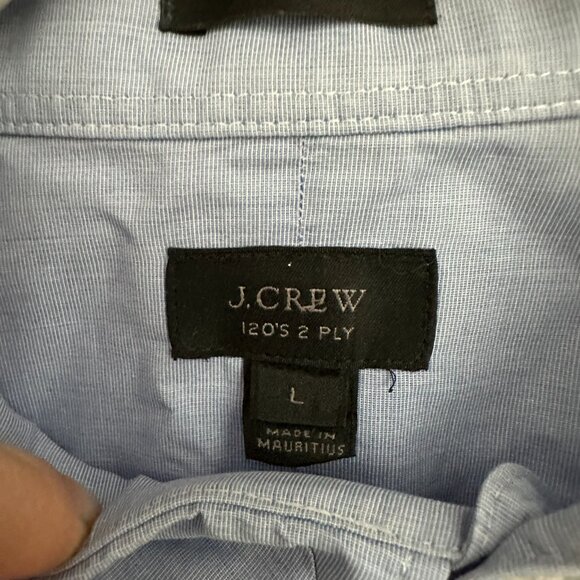 J.CREW
120'S 2 PLY
L
MADE IN
MAURITIUS